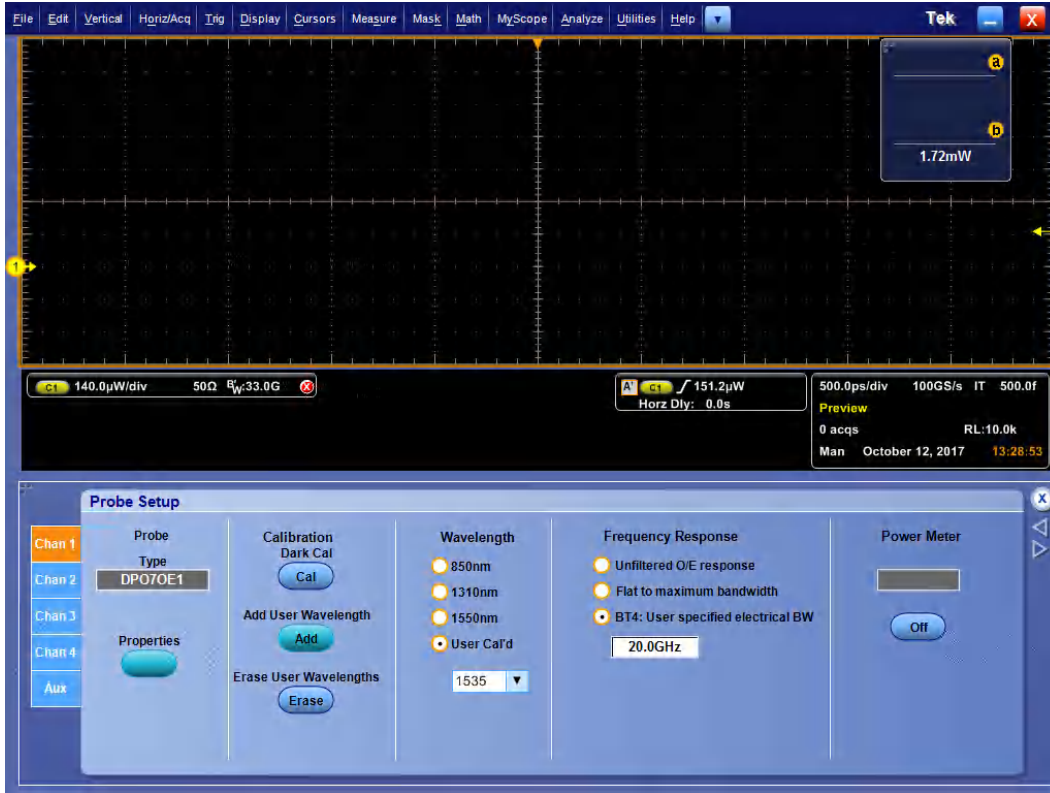 File Edit Vertical Horiz/Acq Trig Display Cursors Measure Mask Math MyScope Analyze Utilities Help Tek X
a
b
1.72mW
1
C1 140.0µW/div 50Ω BW:33.0G
A' C1 151.2µW
Horz Dly: 0.0s
500.0ps/div 100GS/s IT 500.0f
Preview
0 acqs RL:10.0k
Man October 12, 2017 13:28:53
Probe Setup
x
Chan 1
Chan 2
Chan 3
Chan 4
Aux
Probe
Type
DPO7OE1
Properties
Calibration
Dark Cal
Cal
Add User Wavelength
Add
Erase User Wavelengths
Erase
Wavelength
850nm
1310nm
1550nm
User Cal'd
1535
Frequency Response
Unfiltered O/E response
Flat to maximum bandwidth
BT4: User specified electrical BW
20.0GHz
Power Meter
Off